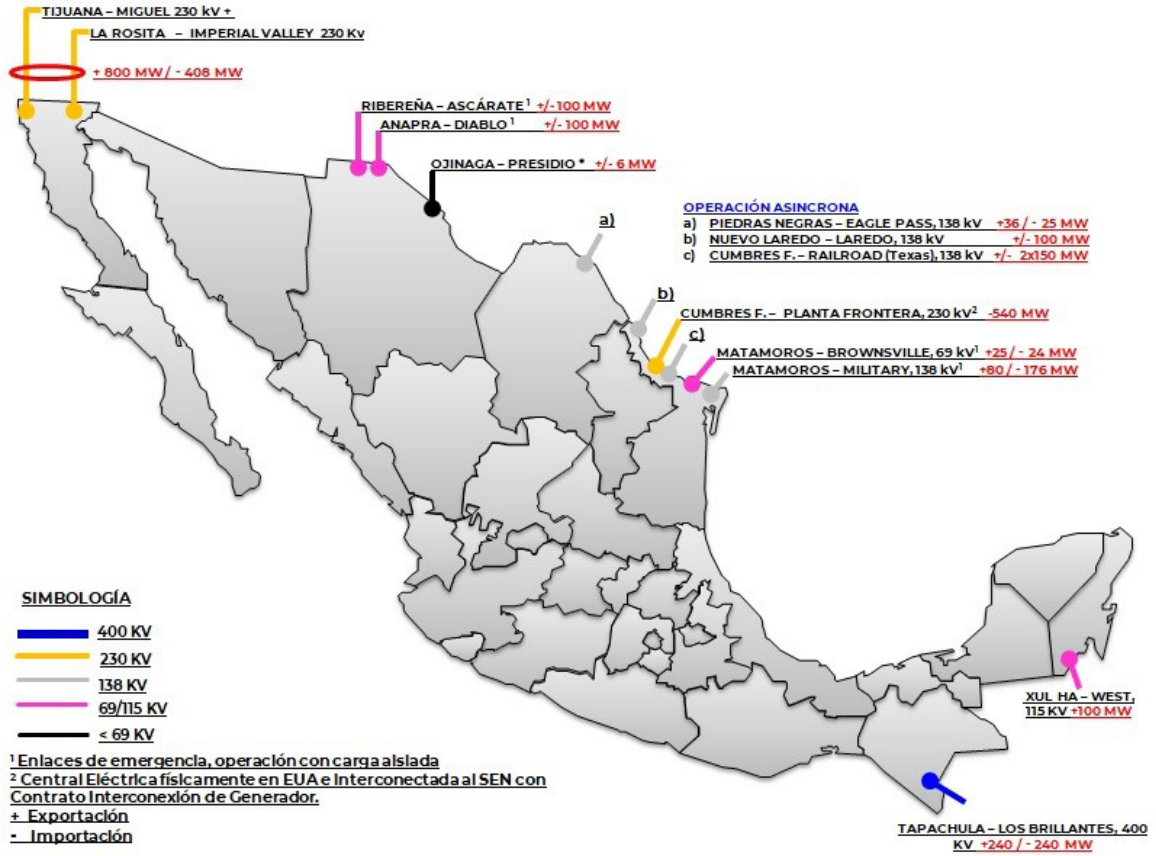 TIJUANA – MIGUEL 230 kV +
LA ROSITA – IMPERIAL VALLEY 230 Kv
+ 800 MW / - 408 MW
RIBEREÑA – ASCÁRATE ¹ +/- 100 MW
ANAPRA – DIABLO ¹ +/- 100 MW
OJINAGA – PRESIDIO * +/- 6 MW
a)
OPERACIÓN ASINCRONA
a) PIEDRAS NEGRAS – EAGLE PASS, 138 kV +36 / - 25 MW
b) NUEVO LAREDO – LAREDO, 138 kV +/- 100 MW
c) CUMBRES F. – RAILROAD (Texas), 138 kV +/- 2x150 MW
b)
CUMBRES F. – PLANTA FRONTERA, 230 kV² -540 MW
c)
MATAMOROS – BROWNSVILLE, 69 kV¹ +25 / - 24 MW
MATAMOROS – MILITARY, 138 kV¹ +80 / - 176 MW
SIMBOLOGÍA
400 KV
230 KV
138 KV
69/115 KV
< 69 KV
XUL HA – WEST,
115 KV +100 MW
¹ Enlaces de emergencia, operación con carga aislada
² Central Eléctrica físicamente en EUA e Interconectada al SEN con
Contrato Interconexión de Generador.
+ Exportación
- Importación
TAPACHULA – LOS BRILLANTES, 400
KV +240 / - 240 MW